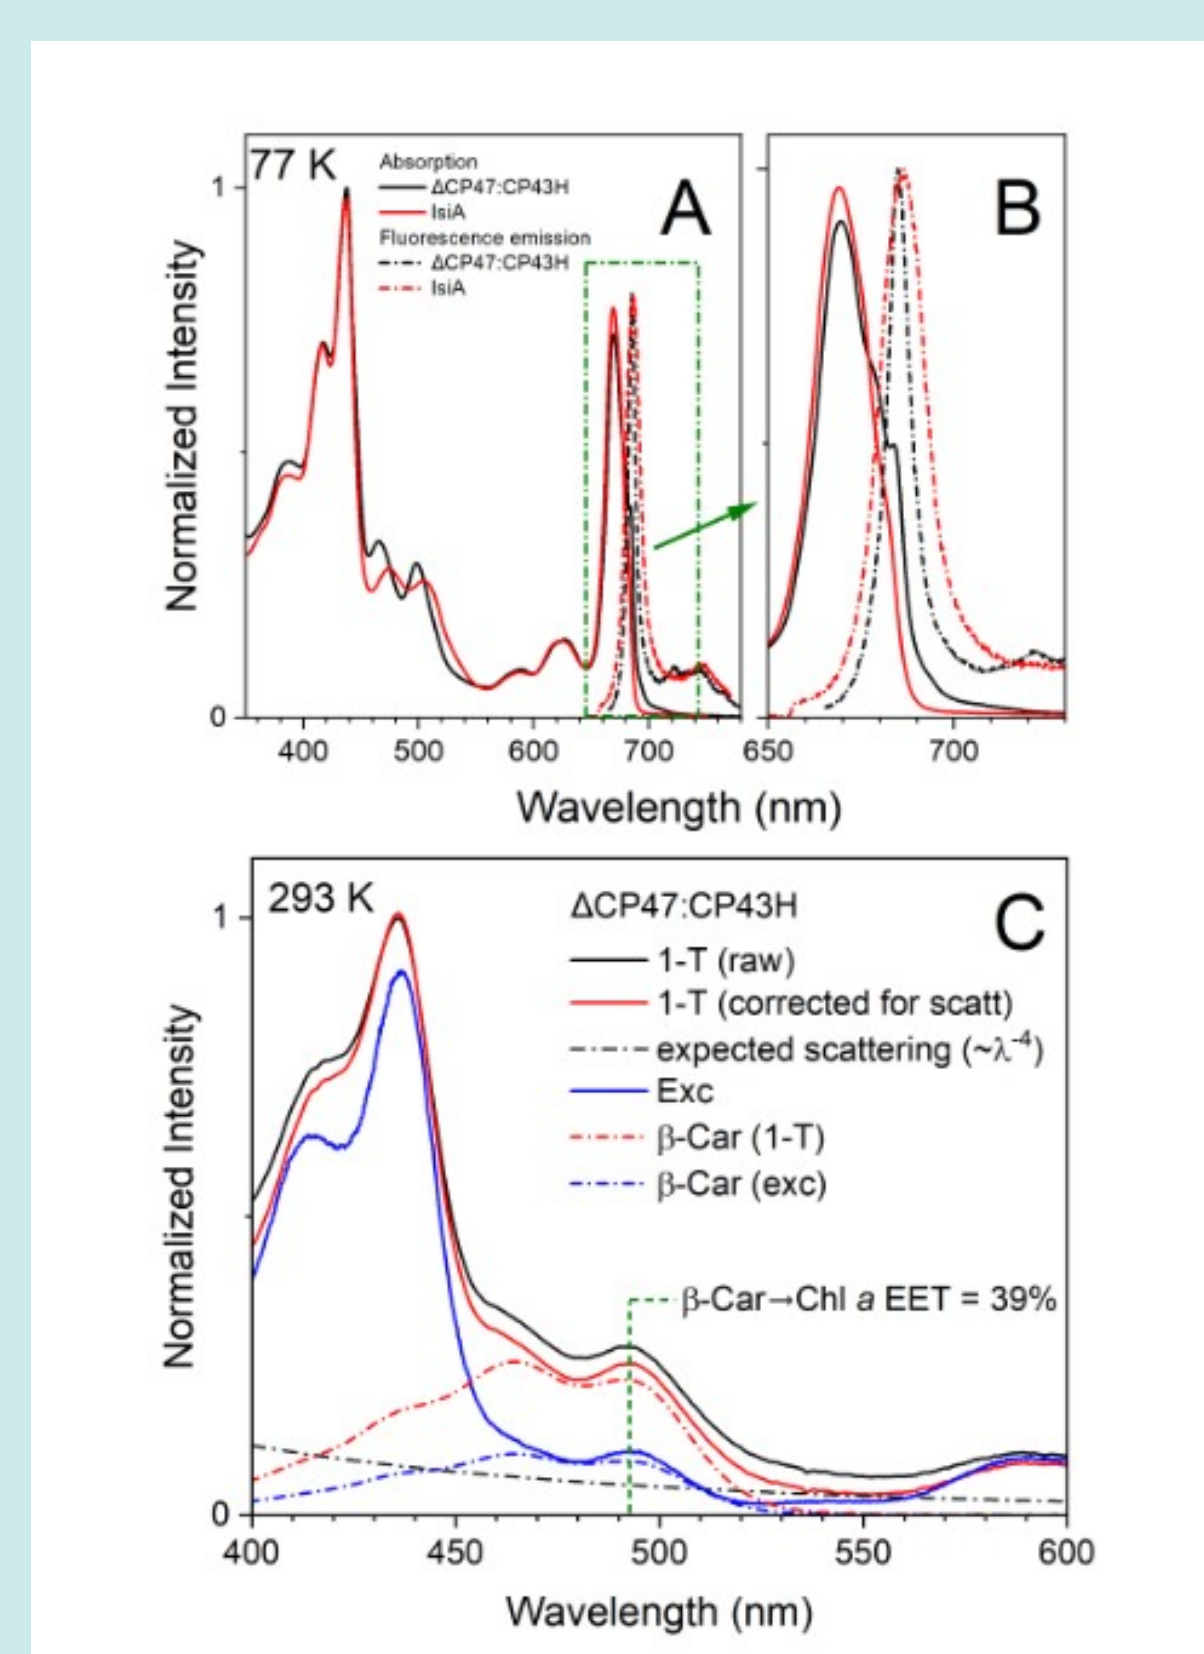 77 K
Absorption
ΔCP47:CP43H
IsiA
Fluorescence emission
ΔCP47:CP43H
IsiA
A
B
Normalized Intensity
1
0
400
500
600
700
650
700
Wavelength (nm)
293 K
ΔCP47:CP43H
C
1-T (raw)
1-T (corrected for scatt)
expected scattering (~λ⁻⁴)
Exc
β-Car (1-T)
β-Car (exc)
β-Car→Chl a EET = 39%
Normalized Intensity
1
0
400
450
500
550
600
Wavelength (nm)